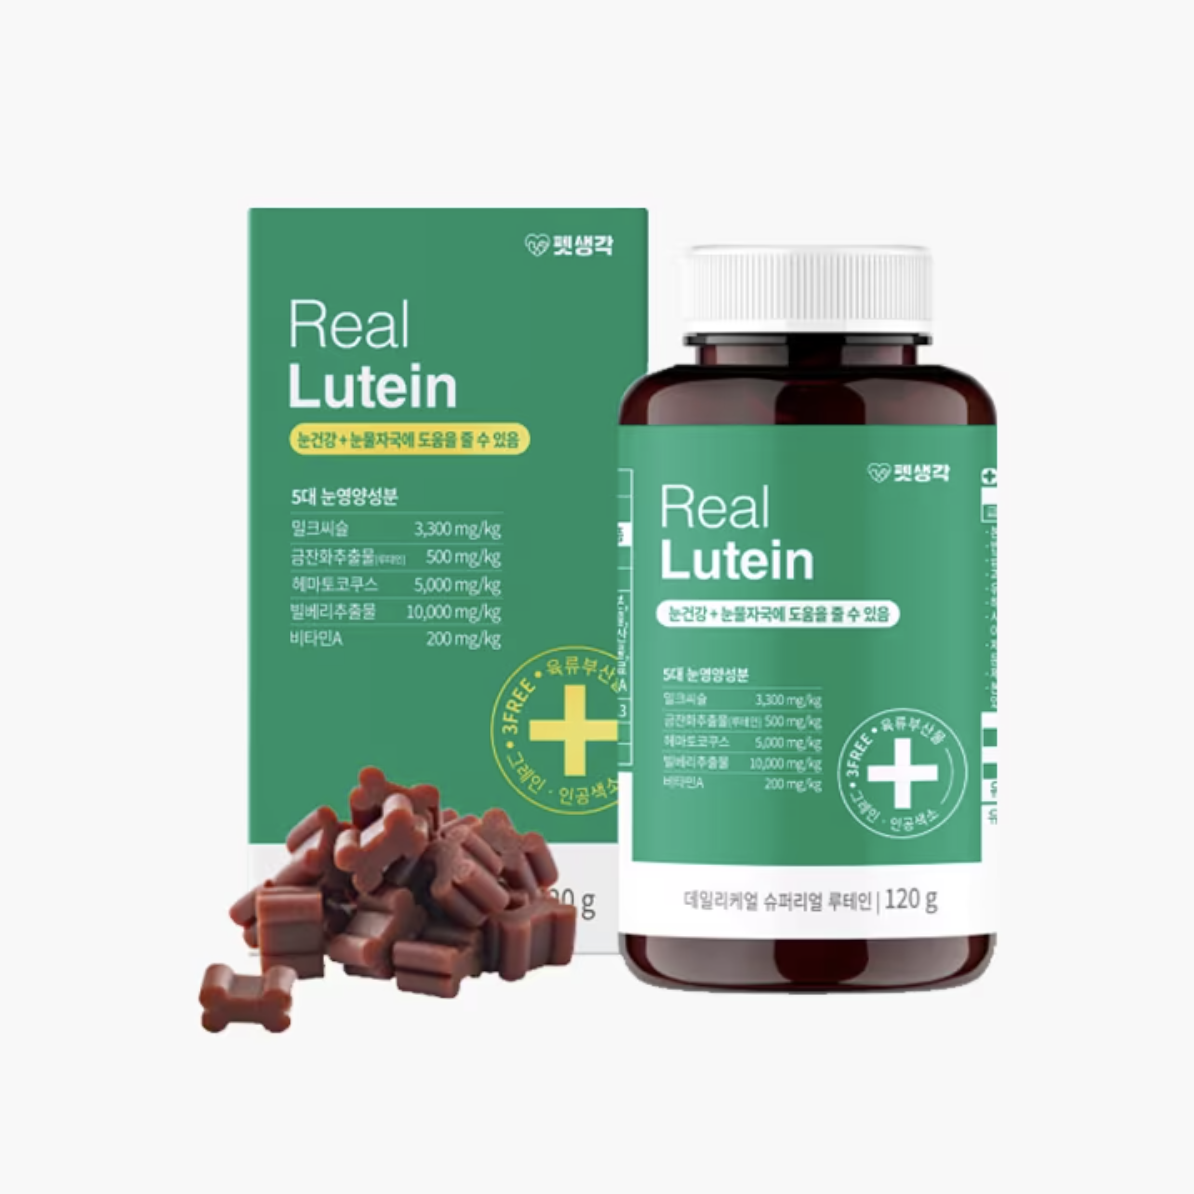 펫생각
Real
Lutein
눈건강 + 눈물자국에 도움을 줄 수 있음
5대 눈영양성분
밀크씨슬 3,300 mg/kg
금잔화추출물(루테인) 500 mg/kg
헤마토코쿠스 5,000 mg/kg
빌베리추출물 10,000 mg/kg
비타민A 200 mg/kg
3FREE • 육류부산
그레인 · 인공색소
g
펫생각
Real
Lutein
눈건강 + 눈물자국에 도움을 줄 수 있음
5대 눈영양성분
밀크씨슬 3,300 mg/kg
금잔화추출물(루테인) 500 mg/kg
헤마토코쿠스 5,000 mg/kg
빌베리추출물 10,000 mg/kg
비타민A 200 mg/kg
3FREE • 육류부산물
그레인 · 인공색소
데일리케얼 슈퍼리얼 루테인 | 120 g